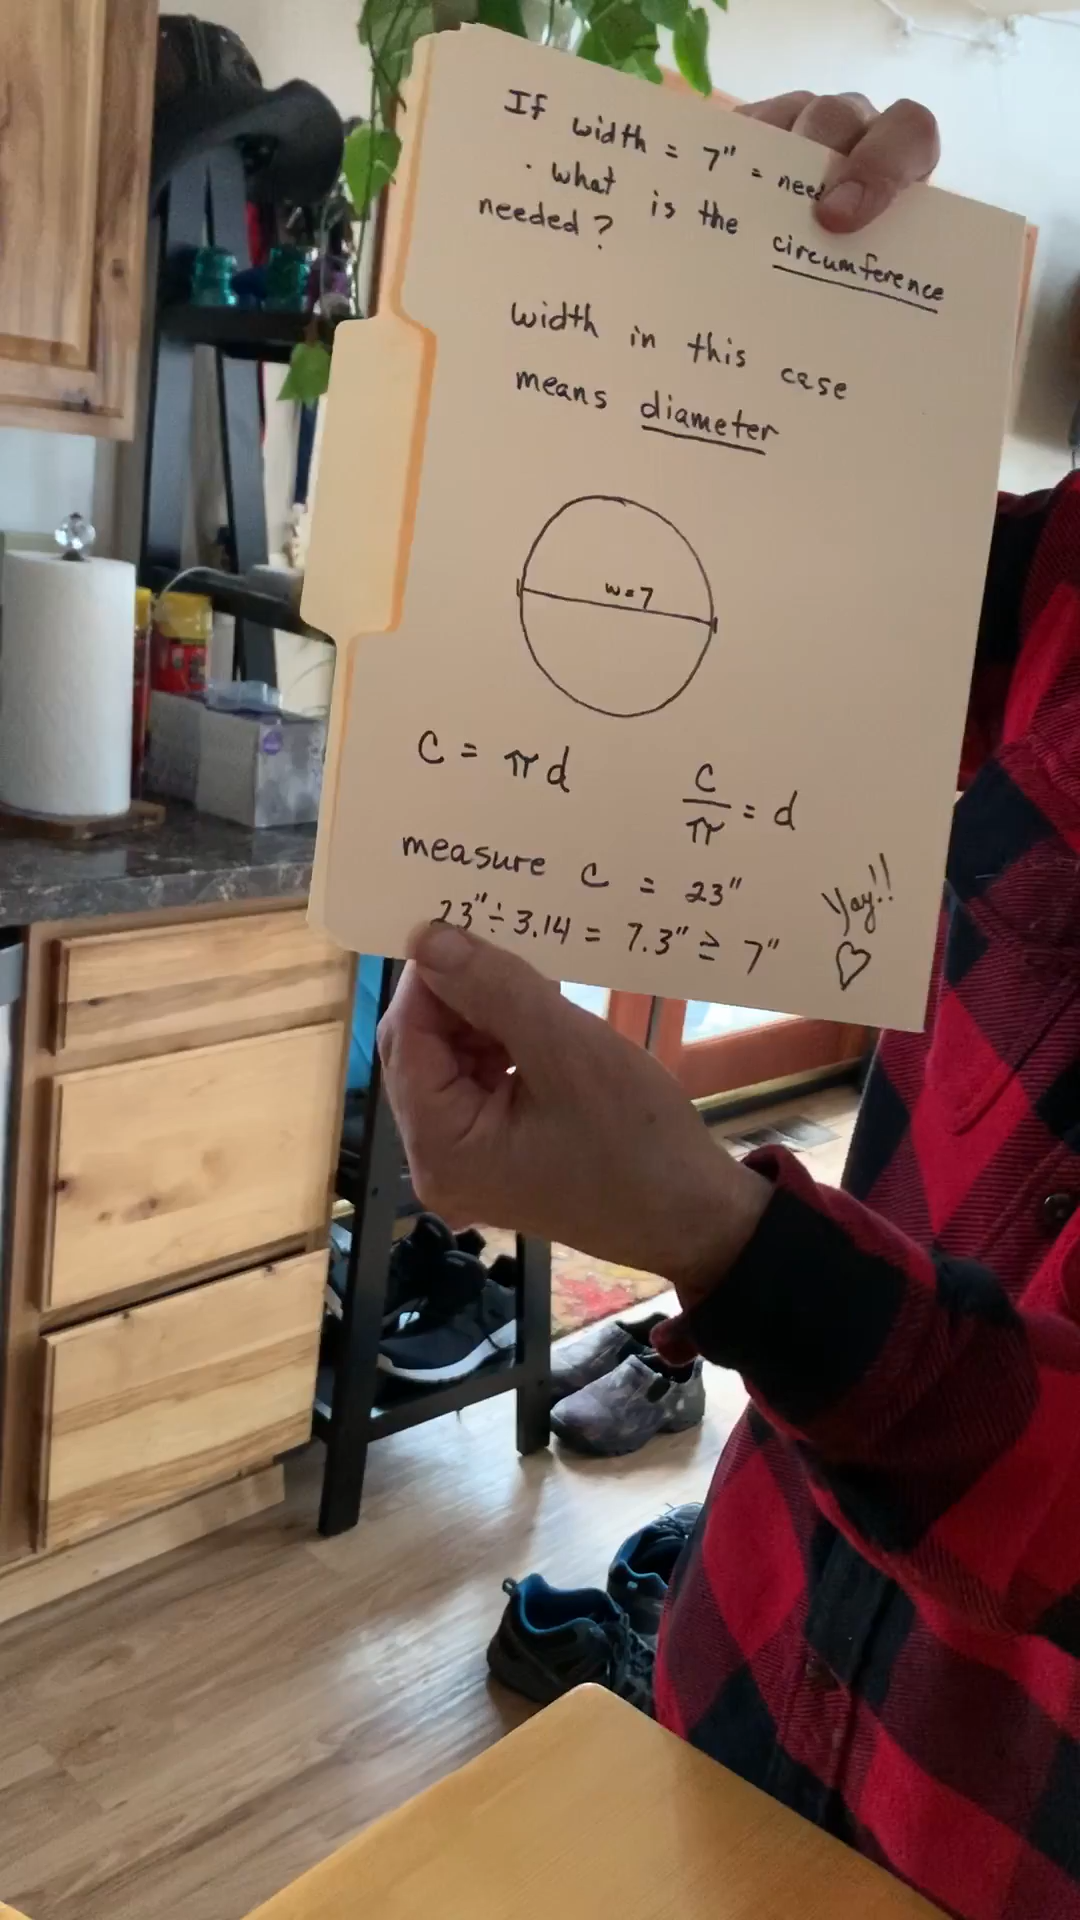 If width = 7" = need
· what is the circumference
needed?
width in this case
means diameter
w=7
C = πd
C/π = d
measure C = 23"
23" ÷ 3.14 = 7.3" ≥ 7"
Yay!!
♡